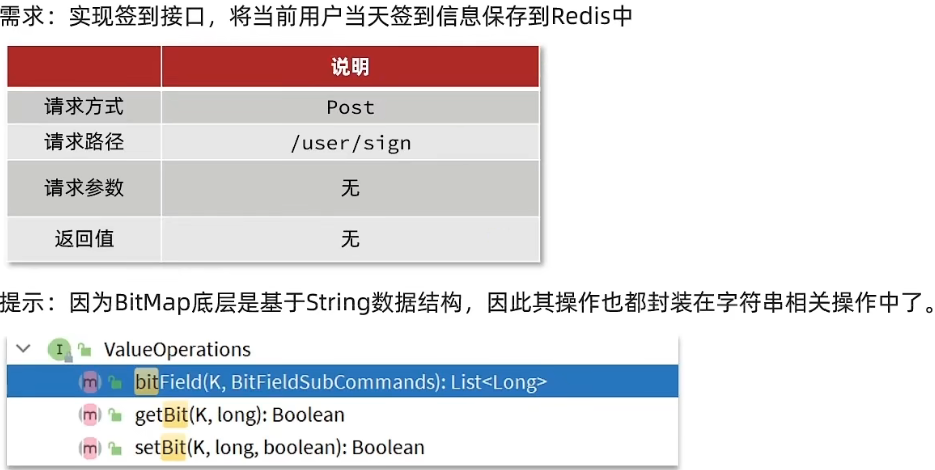 需求：实现签到接口，将当前用户当天签到信息保存到Redis中
说明
请求方式 Post
请求路径 /user/sign
请求参数 无
返回值 无
提示：因为BitMap底层是基于String数据结构，因此其操作也都封装在字符串相关操作中了。
I ValueOperations
m bitField(K, BitFieldSubCommands): List<Long>
m getBit(K, long): Boolean
m setBit(K, long, boolean): Boolean